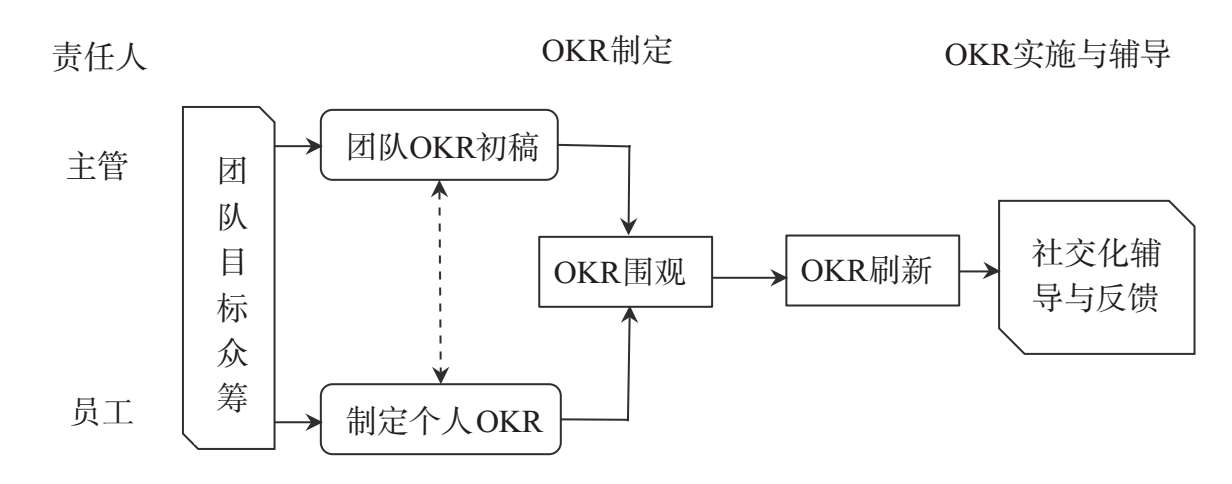 责任人
OKR制定
OKR实施与辅导
主管
团队OKR初稿
团
队
目
标
众
筹
OKR围观
OKR刷新
社交化辅
导与反馈
员工
制定个人OKR